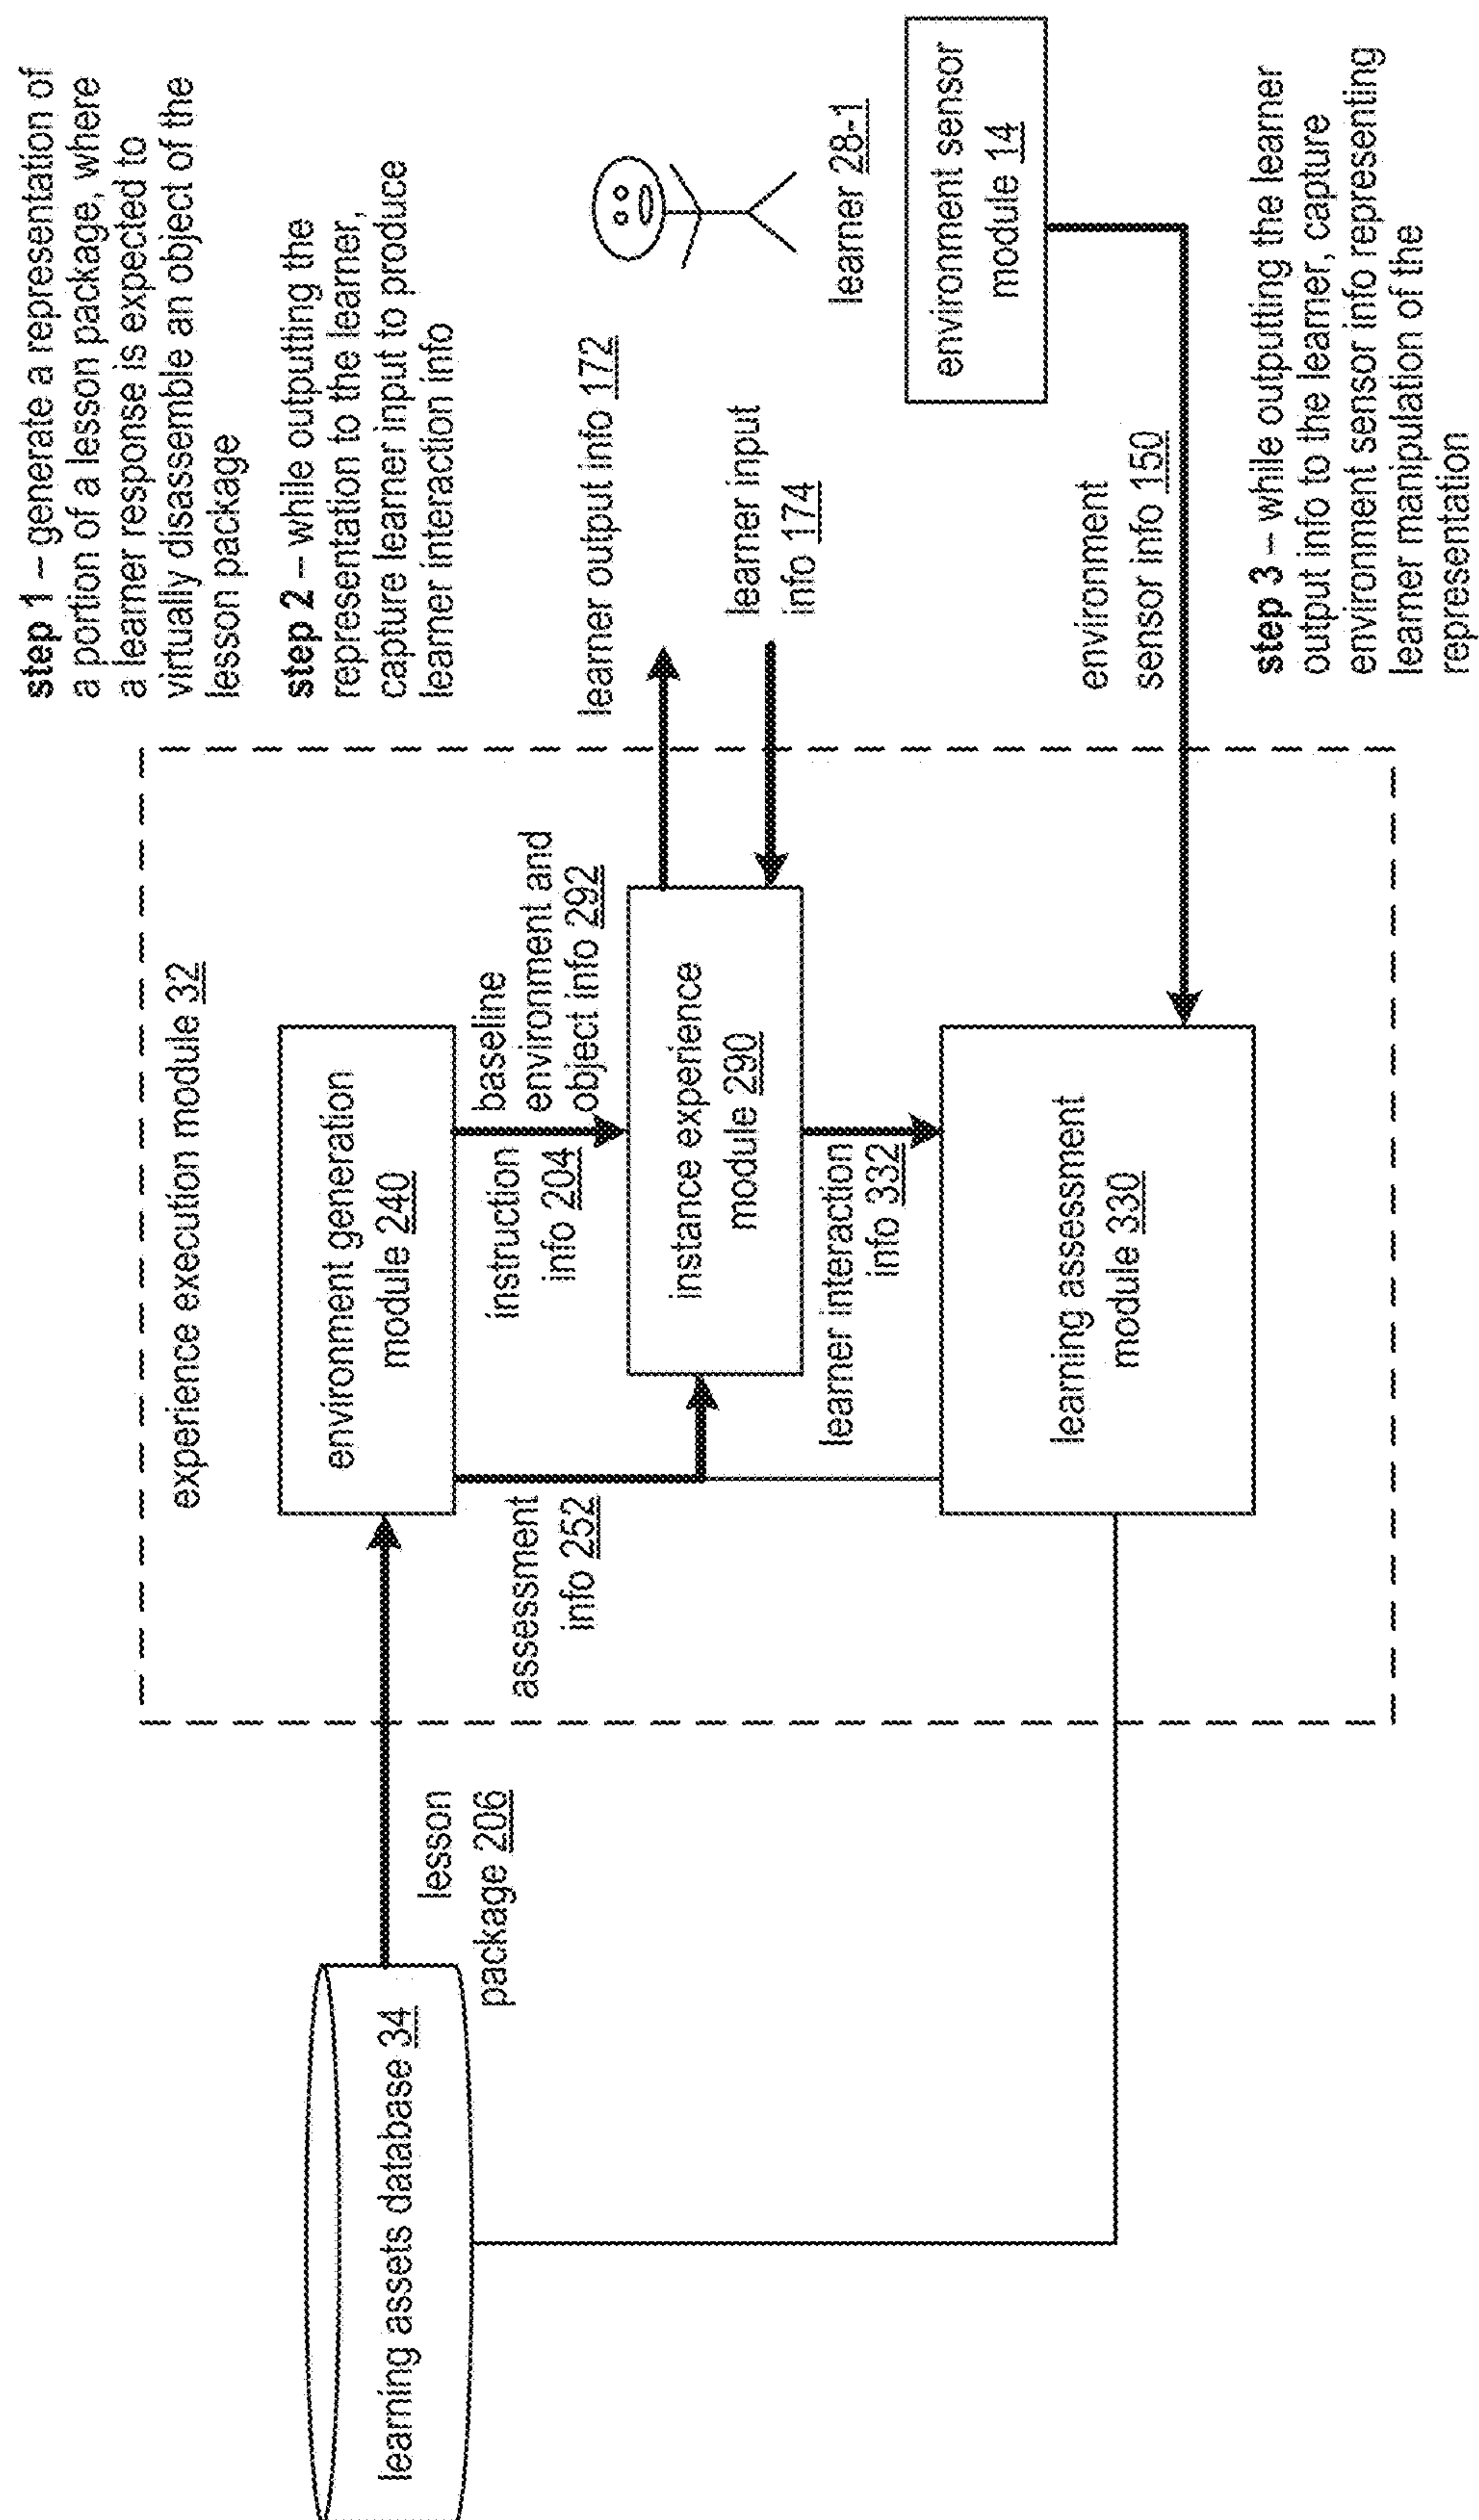 step 1 – generate a representation of
a portion of a lesson package, where
a learner response is expected to
virtually disassemble an object of the
lesson package
step 2 – while outputting the
representation to the learner,
capture learner input to produce
learner interaction info
experience execution module 32
learning assets database 34
lesson
package 206
environment generation
module 240
assessment
info 252
instruction
info 204
baseline
environment and
object info 292
instance experience
module 290
learner output info 172
learner input
info 174
learner 28-1
learner interaction
info 332
learning assessment
module 330
environment sensor
module 14
environment
sensor info 150
step 3 – while outputting the learner
output info to the learner, capture
environment sensor info representing
learner manipulation of the
representation